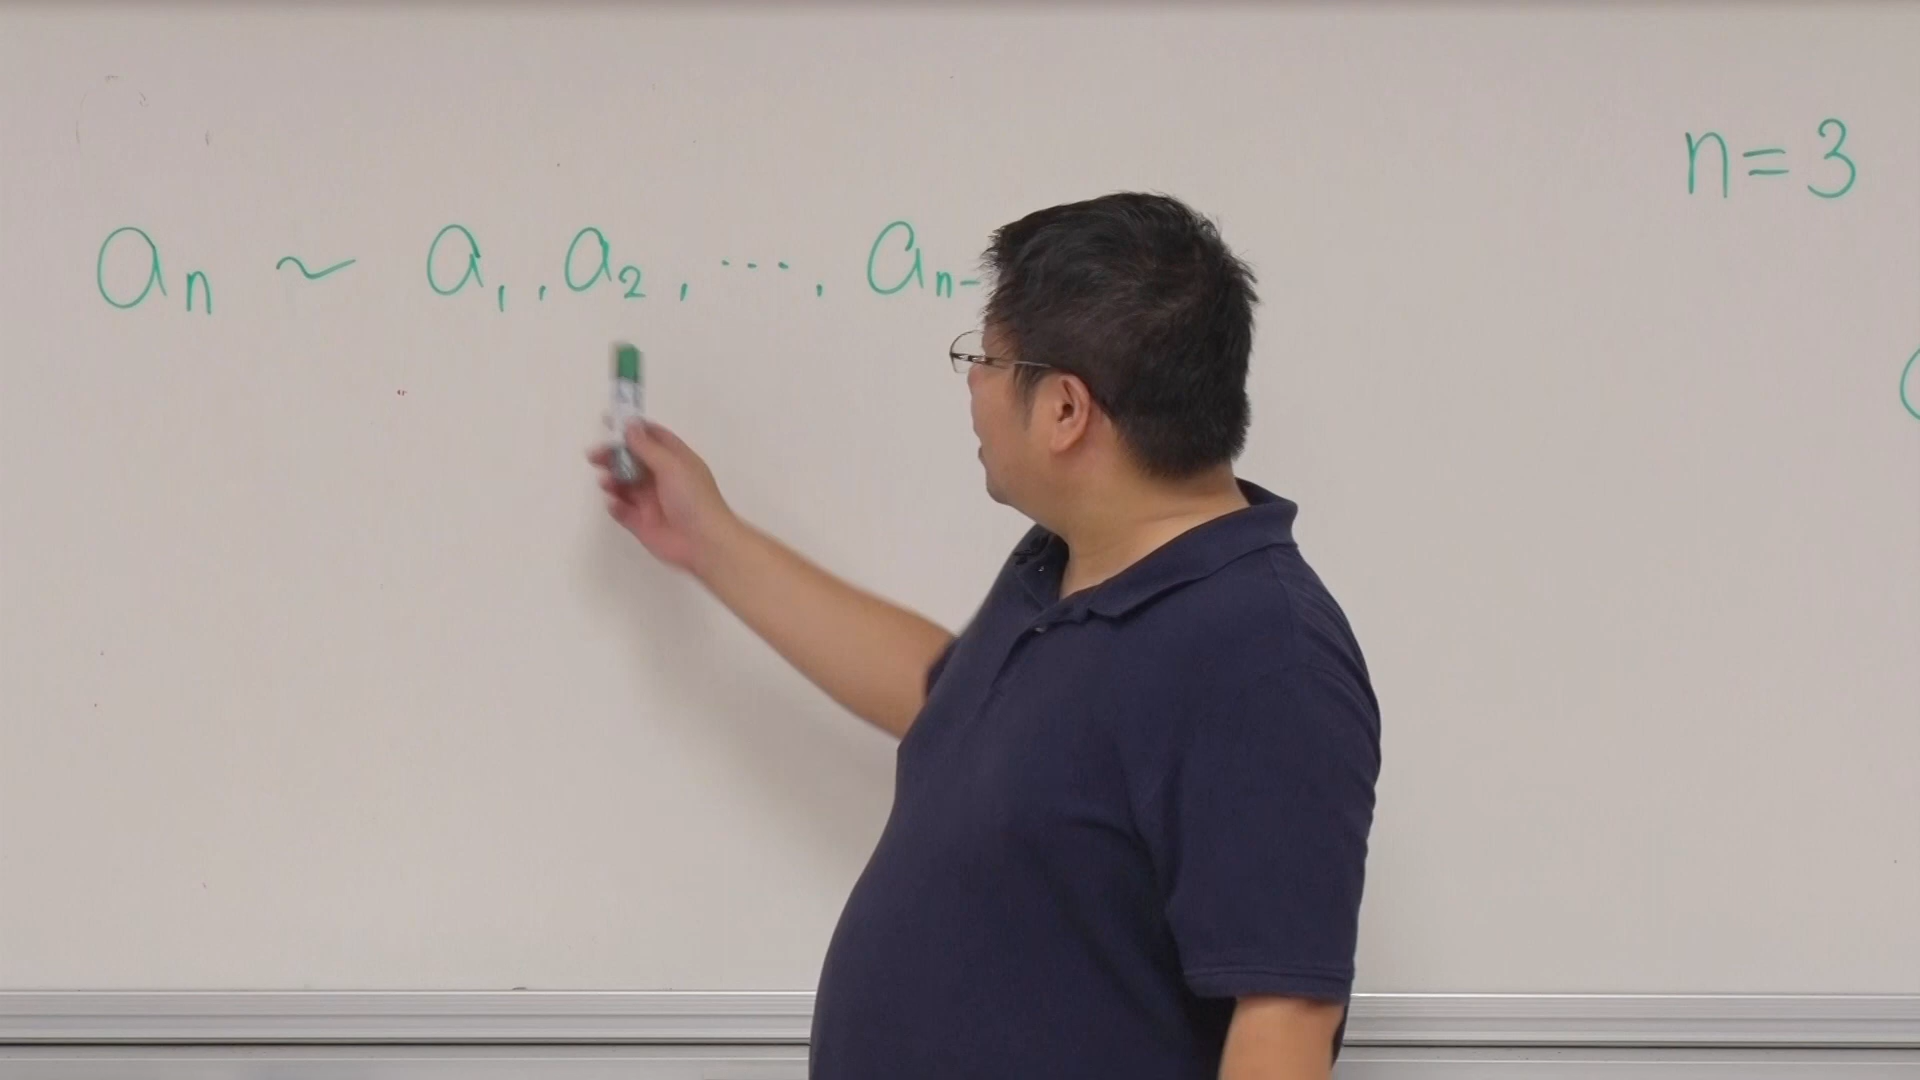 n=3
aₙ ~ a₁, a₂, ..., aₙ₋